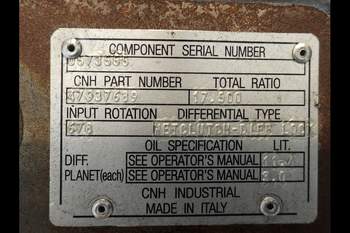 COMPONENT SERIAL NUMBER
CNH PART NUMBER TOTAL RATIO
47937689 17.500
INPUT ROTATION DIFFERENTIAL TYPE
OIL SPECIFICATION LIT.
DIFF. SEE OPERATOR'S MANUAL
PLANET(each) SEE OPERATOR'S MANUAL
CNH INDUSTRIAL
MADE IN ITALY